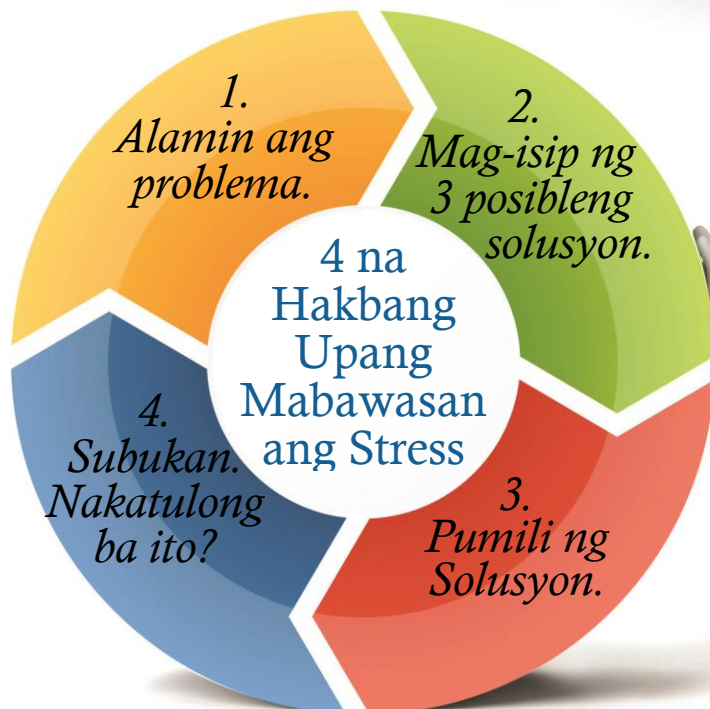 1.
Alamin ang
problema.
2.
Mag-isip ng
3 posibleng
solusyon.
4 na
Hakbang
Upang
Mabawasan
ang Stress
3.
Pumili ng
Solusyon.
4.
Subukan.
Nakatulong
ba ito?